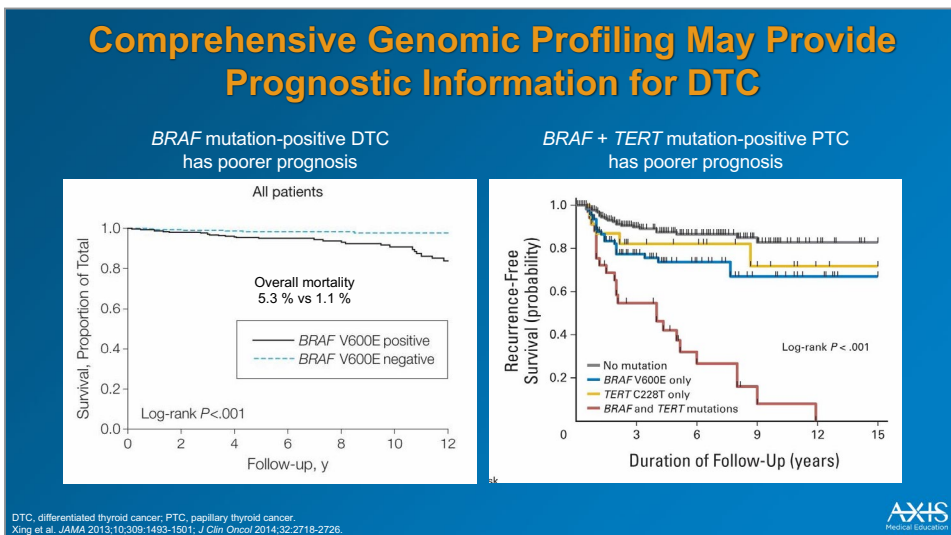 Comprehensive Genomic Profiling May Provide
Prognostic Information for DTC
BRAF mutation-positive DTC
has poorer prognosis
All patients
Survival, Proportion of Total
1.0
0.8
0.6
0.4
0.2
0.0
Overall mortality
5.3 % vs 1.1 %
BRAF V600E positive
BRAF V600E negative
Log-rank P<.001
0 2 4 6 8 10 12
Follow-up, y
BRAF + TERT mutation-positive PTC
has poorer prognosis
Recurrence-Free
Survival (probability)
1.0
0.8
0.6
0.4
0.2
Log-rank P < .001
No mutation
BRAF V600E only
TERT C228T only
BRAF and TERT mutations
0 3 6 9 12 15
Duration of Follow-Up (years)
sk
DTC, differentiated thyroid cancer; PTC, papillary thyroid cancer.
Xing et al. JAMA 2013;10;309:1493-1501; J Clin Oncol 2014;32:2718-2726.
AXIS
Medical Education